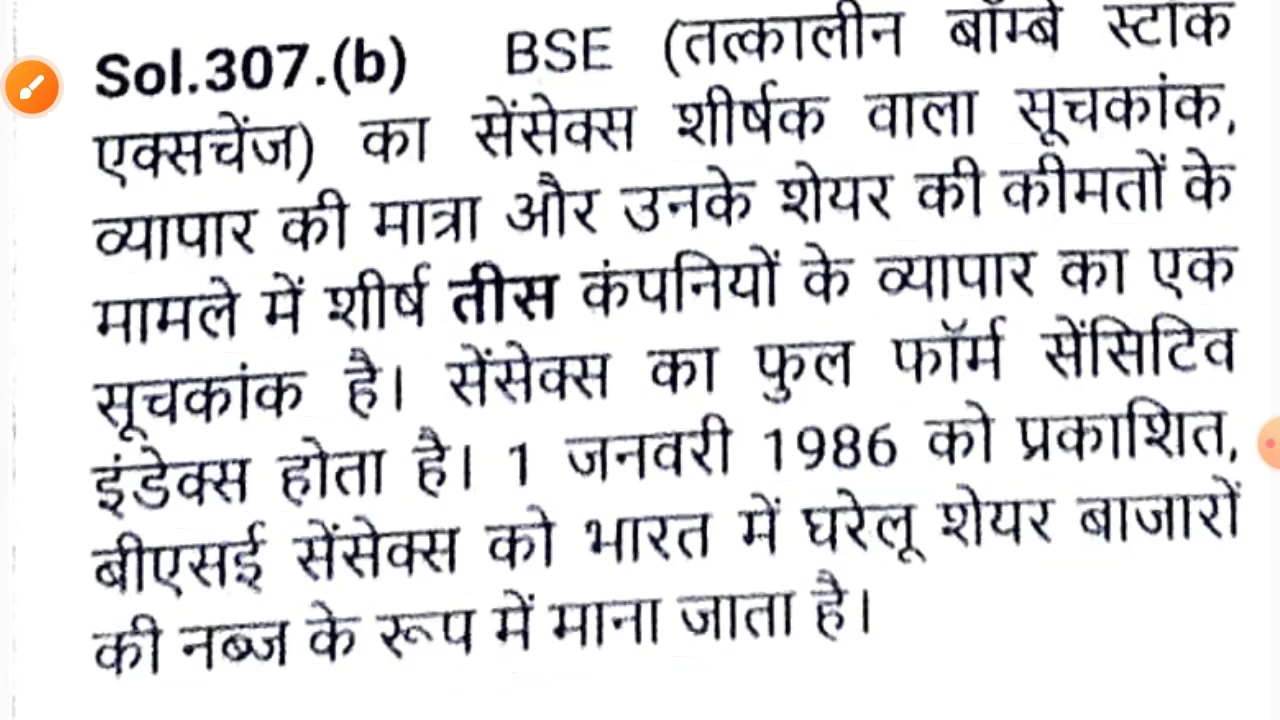 Sol.307.(b) BSE (तत्कालीन बॉम्बे स्टॉक
एक्सचेंज) का सेंसेक्स शीर्षक वाला सूचकांक,
व्यापार की मात्रा और उनके शेयर की कीमतों के
मामले में शीर्ष तीस कंपनियों के व्यापार का एक
सूचकांक है। सेंसेक्स का फुल फॉर्म सेंसिटिव
इंडेक्स होता है। 1 जनवरी 1986 को प्रकाशित,
बीएसई सेंसेक्स को भारत में घरेलू शेयर बाजारों
की नब्ज के रूप में माना जाता है।